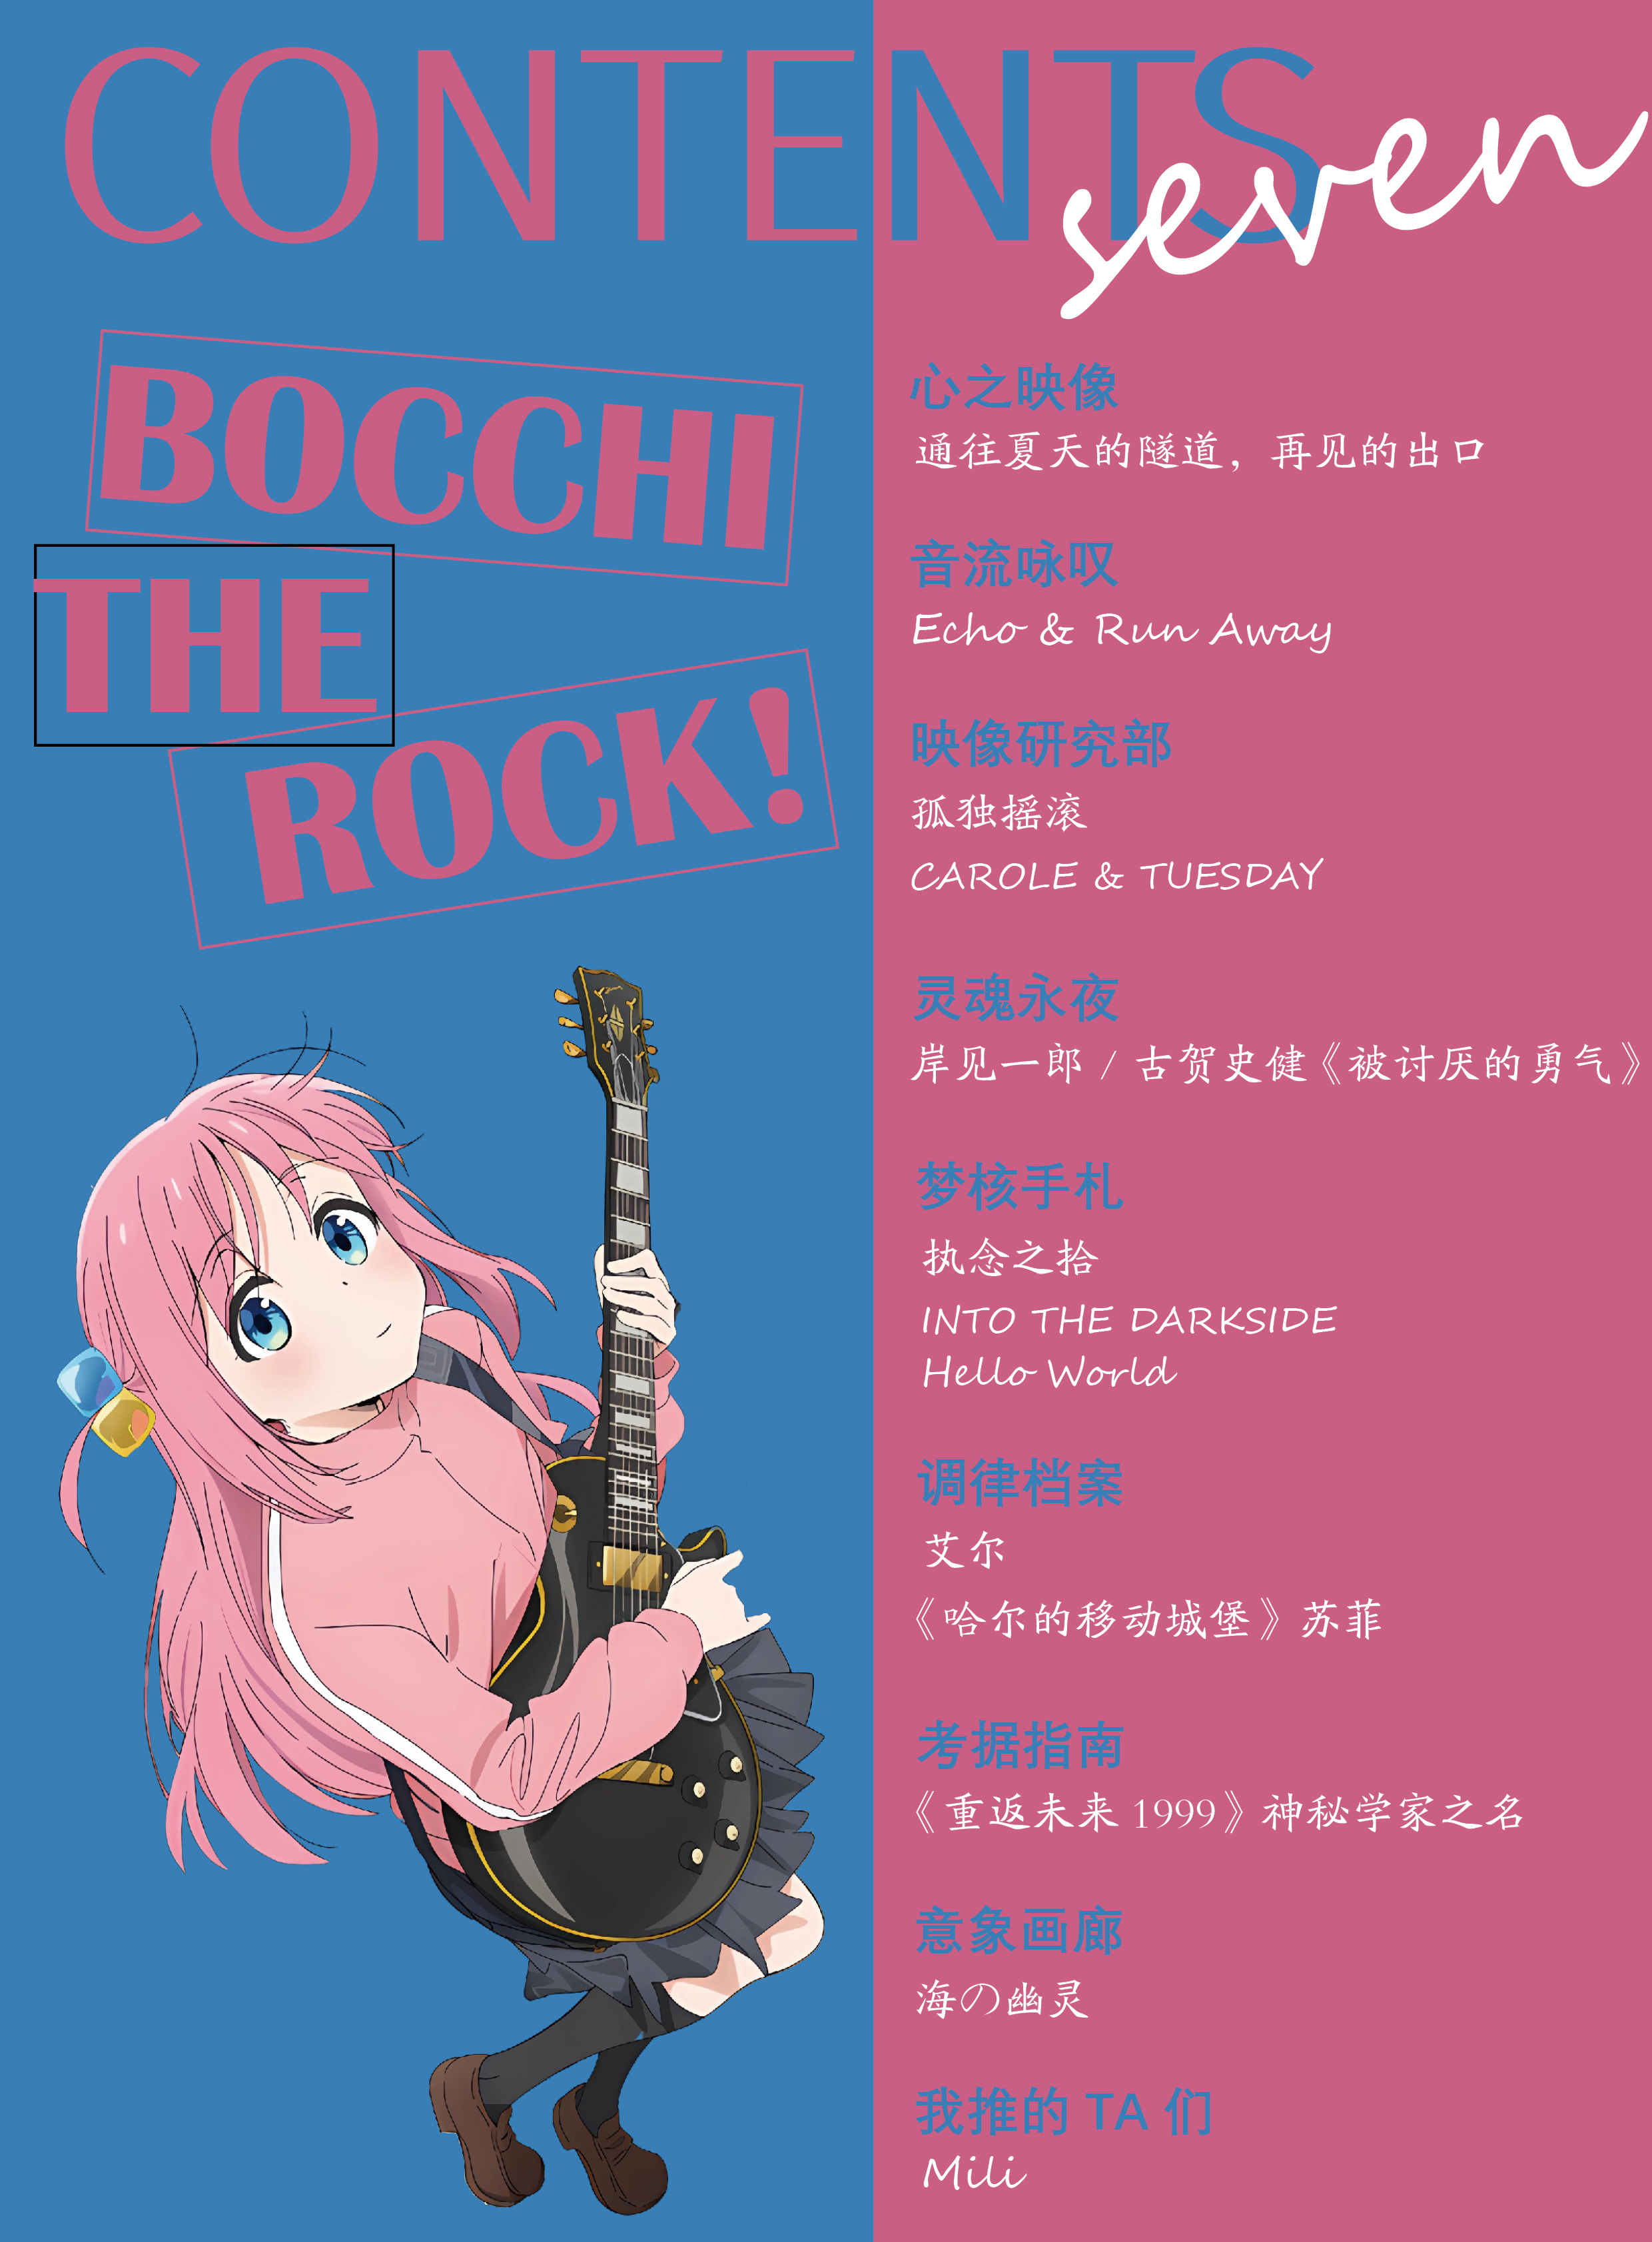 CONTENTS
seven
BOCCHI
THE
ROCK!
心之映像
通往夏天的隧道，再见的出口
音流咏叹
Echo & Run Away
映像研究部
孤独摇滚
CAROLE & TUESDAY
灵魂永夜
岸见一郎 / 古贺史健《被讨厌的勇气》
梦核手札
执念之拾
INTO THE DARKSIDE
Hello World
调律档案
艾尔
《哈尔的移动城堡》苏菲
考据指南
《重返未来 1999》神秘学家之名
意象画廊
海の幽灵
我推的 TA 们
Mili